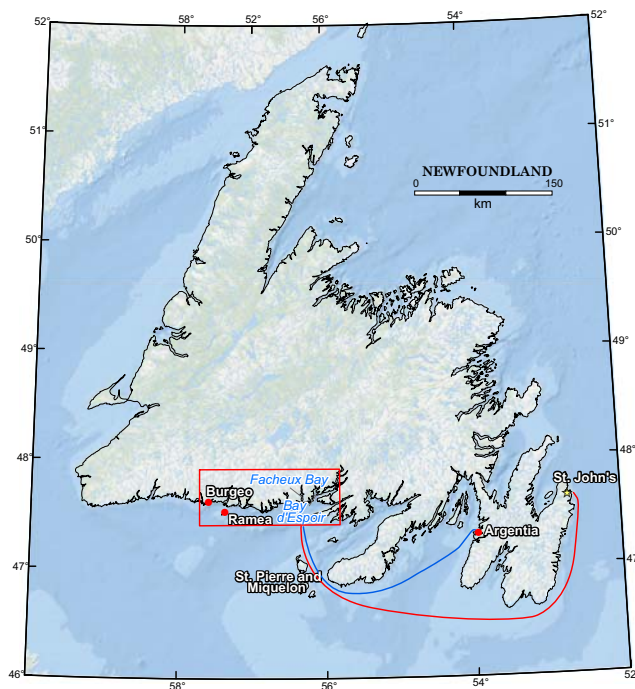 52°
58°
56°
54°
52°
51°
51°
NEWFOUNDLAND
0
150
km
50°
50°
49°
49°
48°
48°
Facheux Bay
St. John's
Burgeo
Bay
d'Espoir
Ramea
Argentia
47°
47°
St. Pierre and
Miquelon
46°
58°
56°
54°
52°